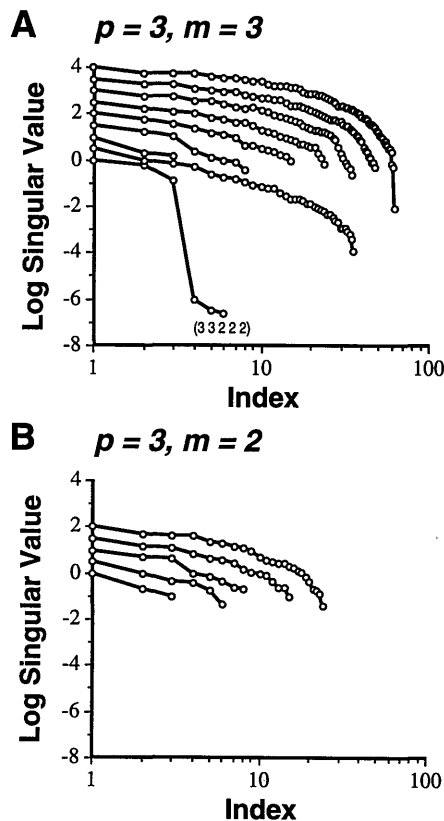 A p = 3, m = 3
4
2
0
-2
-4
-6
-8
Log Singular Value
(3 3 2 2 2)
1 10 100
Index
B p = 3, m = 2
4
2
0
-2
-4
-6
-8
Log Singular Value
1 10 100
Index